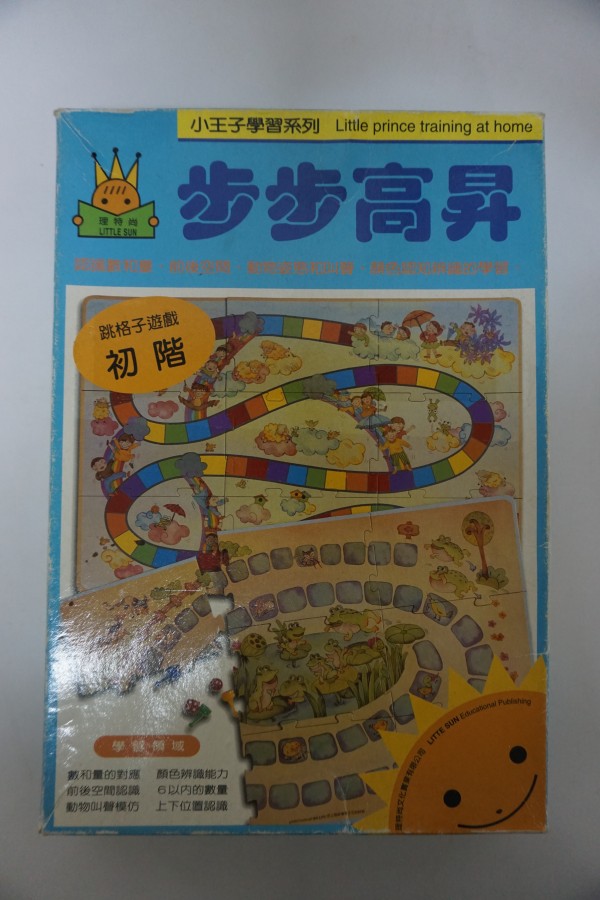 小王子學習系列 Little prince training at home
理特尚
LITTLE SUN
步步高昇
跳格子遊戲
初階
學習領域
數和量的對應 顏色辨識能力
前後空間認識 6以內的數量
動物叫聲模仿 上下位置認識
LITTE SUN Educational Publishing